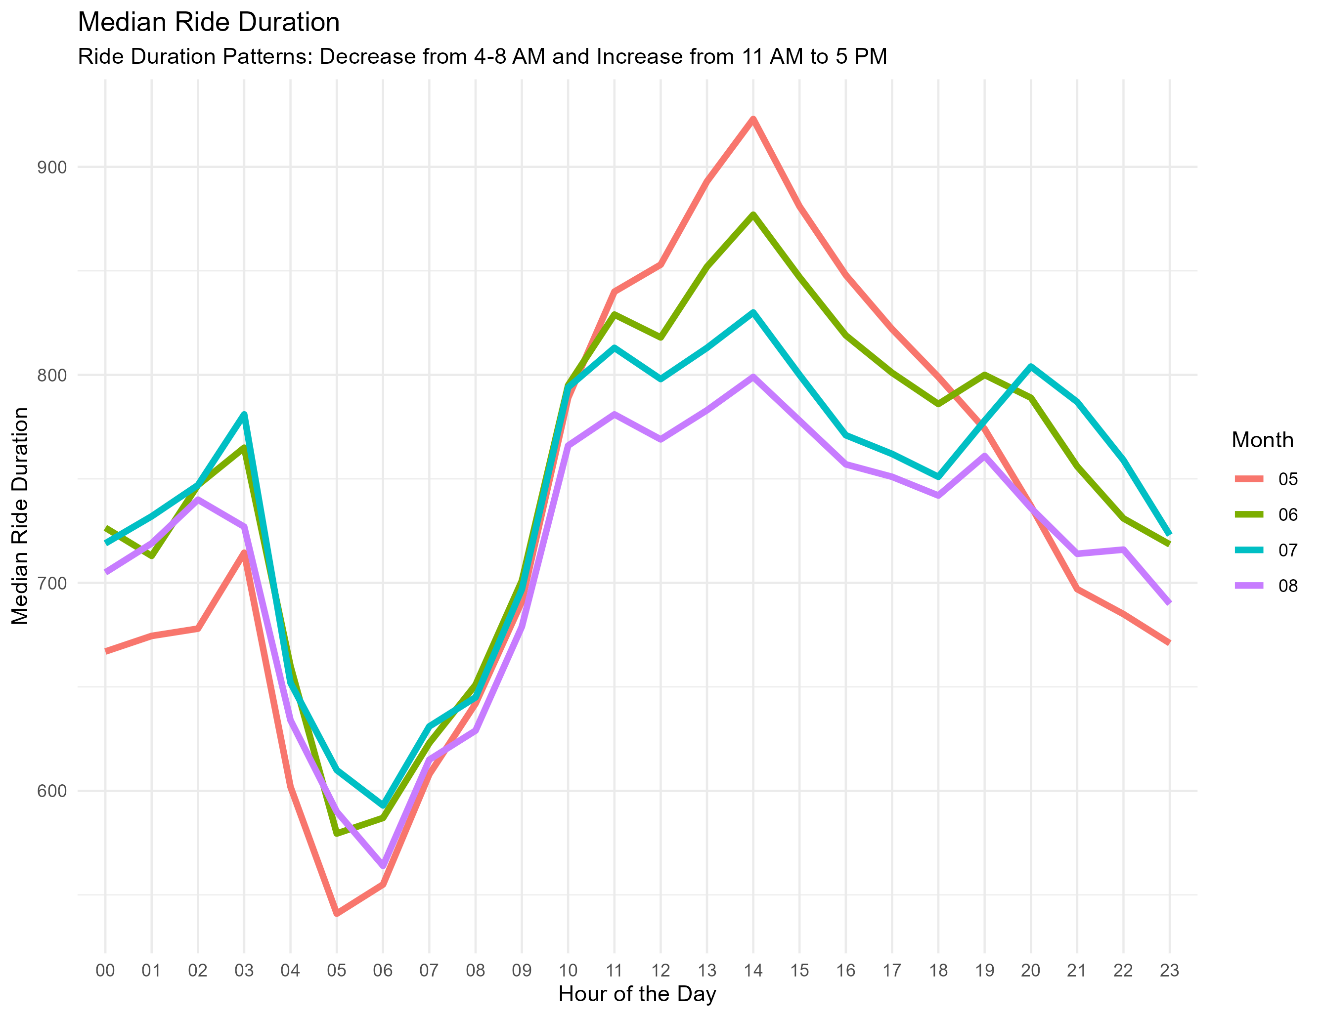 Median Ride Duration
Ride Duration Patterns: Decrease from 4-8 AM and Increase from 11 AM to 5 PM
900
800
700
600
Median Ride Duration
00 01 02 03 04 05 06 07 08 09 10 11 12 13 14 15 16 17 18 19 20 21 22 23
Hour of the Day
Month
05
06
07
08